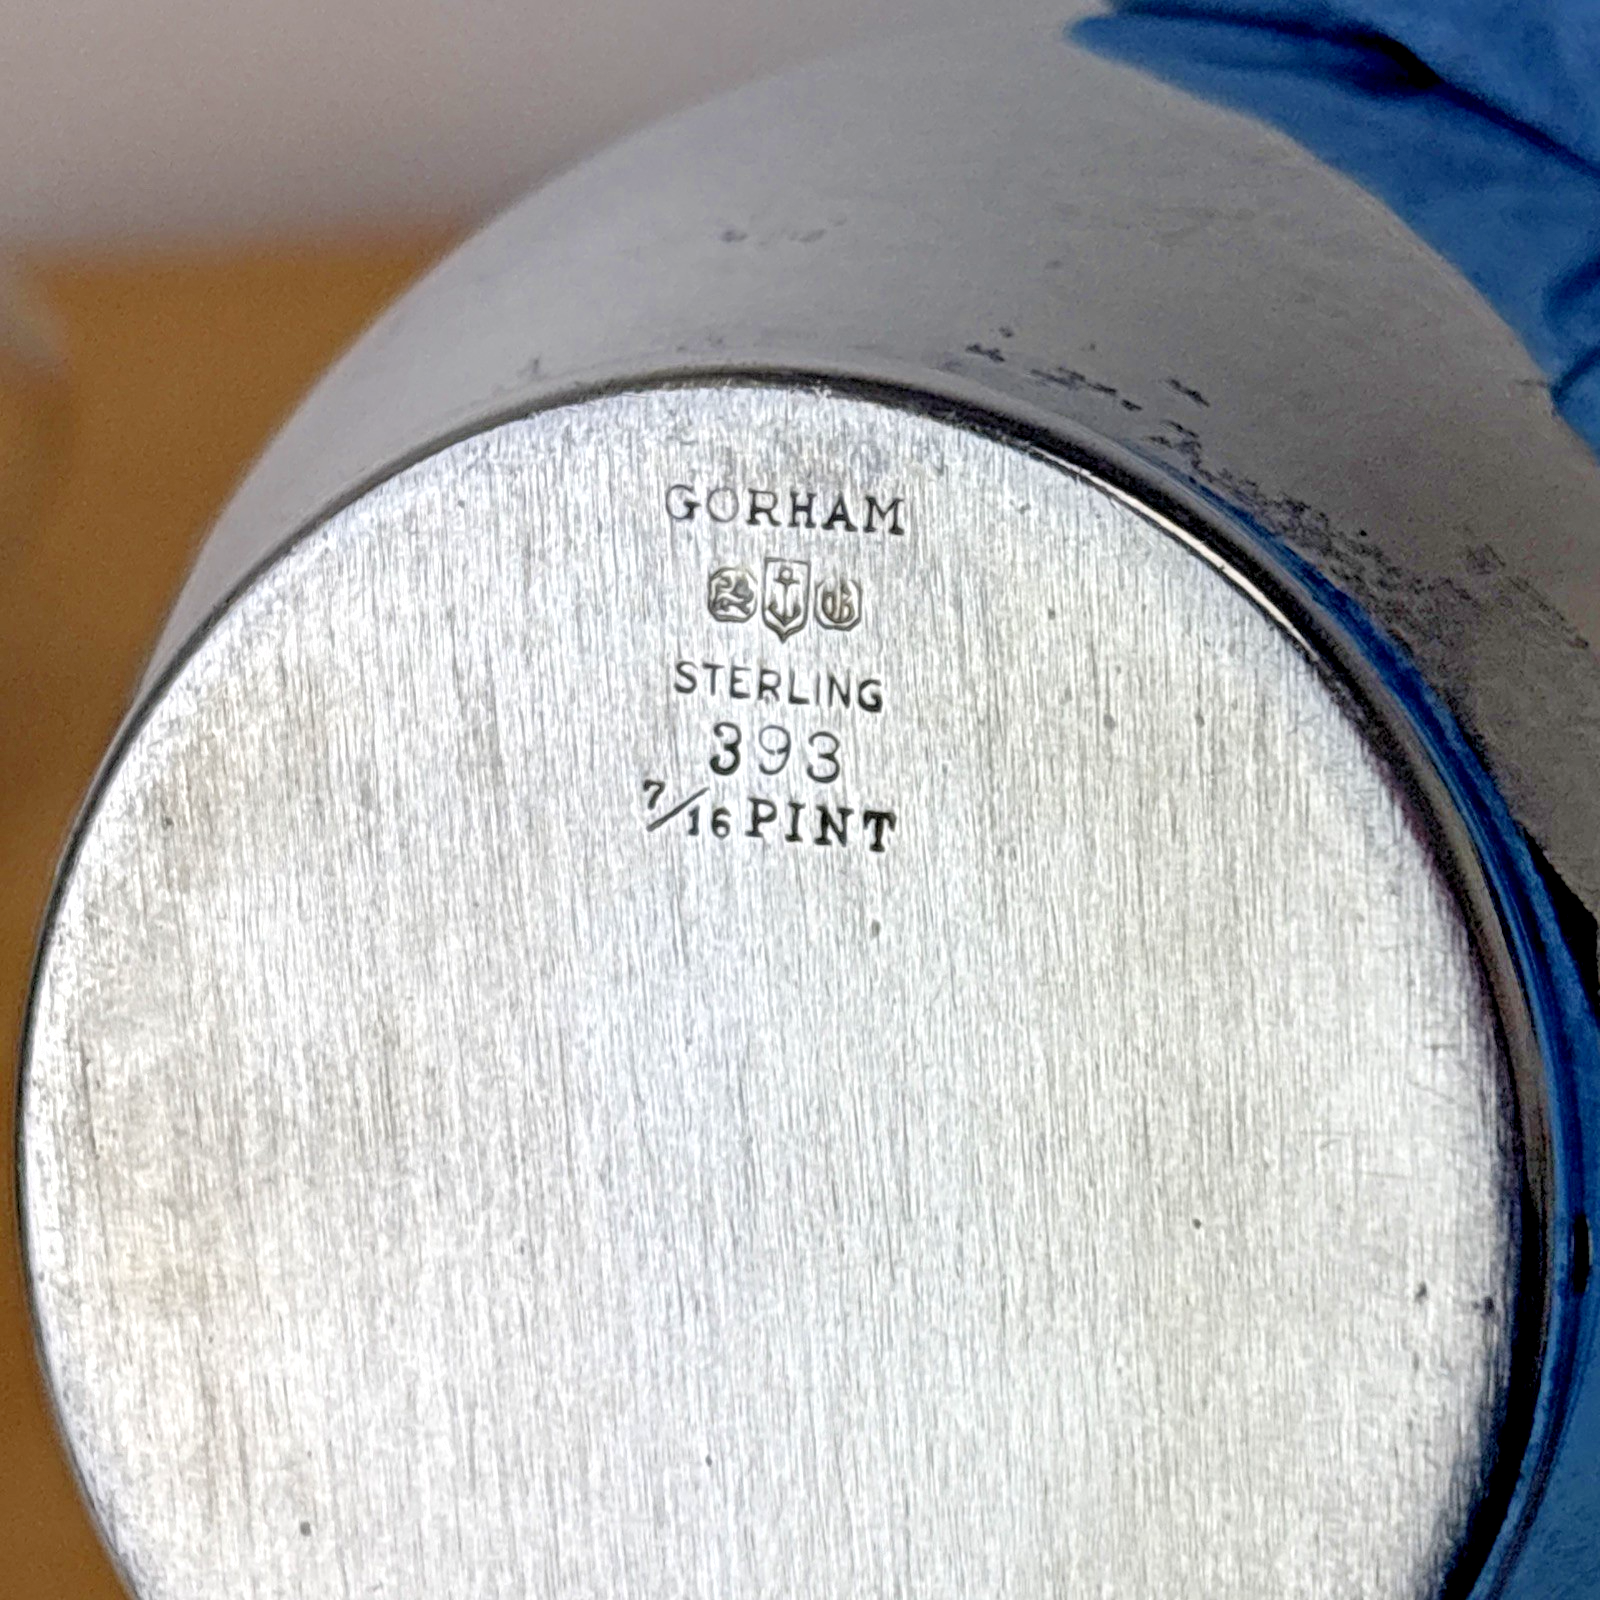 GORHAM
STERLING
393
7/16 PINT